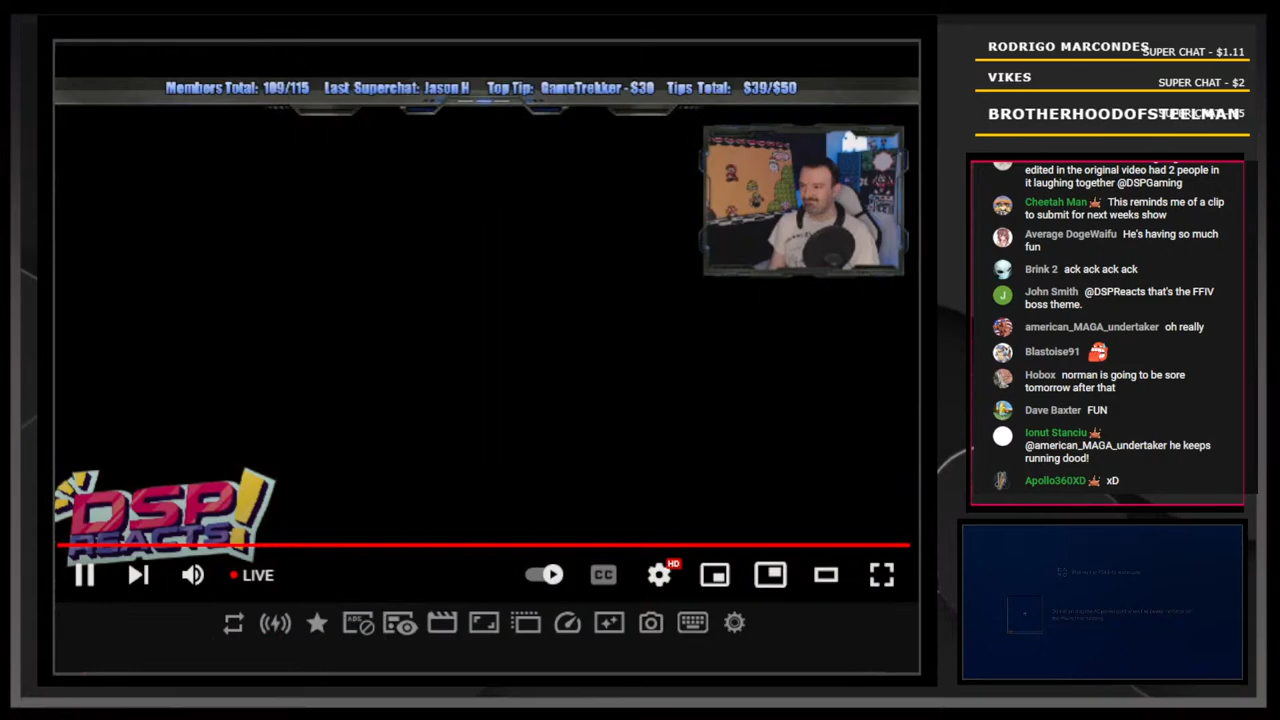 Members Total: 109/115 Last Superchat: Jason H Top Tip: GameTrekker - $30 Tips Total: $39/$50
DSP!
REACTS
LIVE
CC
HD
RODRIGO MARCONDES
SUPER CHAT - $1.11
VIKES
SUPER CHAT - $2
BROTHERHOODOFSTEELMAN
edited in the original video had 2 people in
it laughing together @DSPGaming
Cheetah Man This reminds me of a clip
to submit for next weeks show
Average DogeWaifu He's having so much
fun
Brink 2 ack ack ack ack
John Smith @DSPReacts that's the FFIV
boss theme.
american_MAGA_undertaker oh really
Blastoise91
Hobox norman is going to be sore
tomorrow after that
Dave Baxter FUN
Ionut Stanciu
@american_MAGA_undertaker he keeps
running dood!
Apollo360XD xD